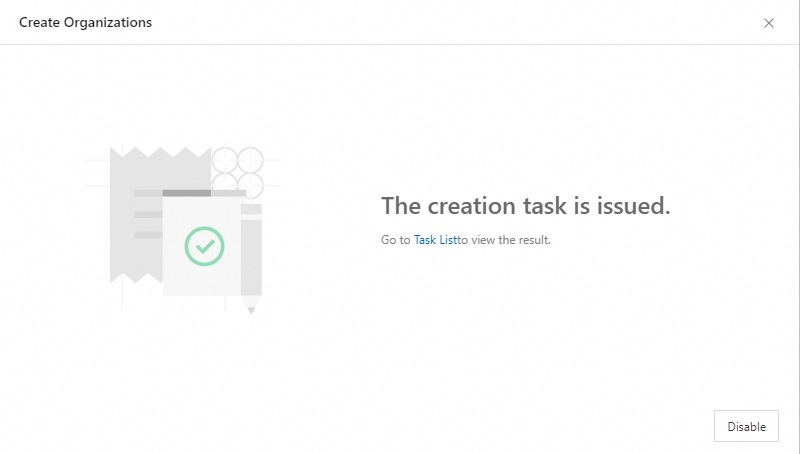 Create Organizations
The creation task is issued.
Go to Task Listto view the result.
Disable